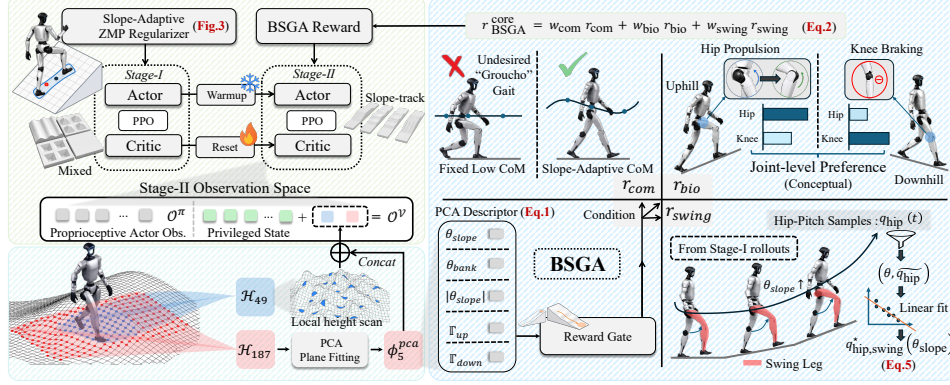 Slope-Adaptive
ZMP Regularizer
(Fig.3)
BSGA Reward
r_BSGA^core = w_com r_com + w_bio r_bio + w_swing r_swing (Eq.2)
Stage-I
Stage-II
Actor
Warmup
Actor
PPO
PPO
Critic
Reset
Critic
Mixed
Slope-track
Undesired
"Groucho"
Gait
Fixed Low CoM
Slope-Adaptive CoM
Hip Propulsion
Knee Braking
Uphill
Hip
Knee
Hip
Knee
Joint-level Preference
(Conceptual)
Downhill
r_com
r_bio
r_swing
Condition
Stage-II Observation Space
𝒪^π
Proprioceptive Actor Obs.
+
= 𝒪^𝒱
Privileged State
Concat
ℋ_49
Local height scan
ℋ_187
PCA
Plane Fitting
ϕ_5^pca
PCA Descriptor (Eq.1)
θ_slope
θ_bank
|θ_slope|
𝕀_up
𝕀_down
BSGA
Reward Gate
Hip-Pitch Samples : q_hip (t)
From Stage-I rollouts
θ_slope ↑
(θ, q̃_hip)
Linear fit
q*_hip,swing (θ_slope)
(Eq.5)
Swing Leg